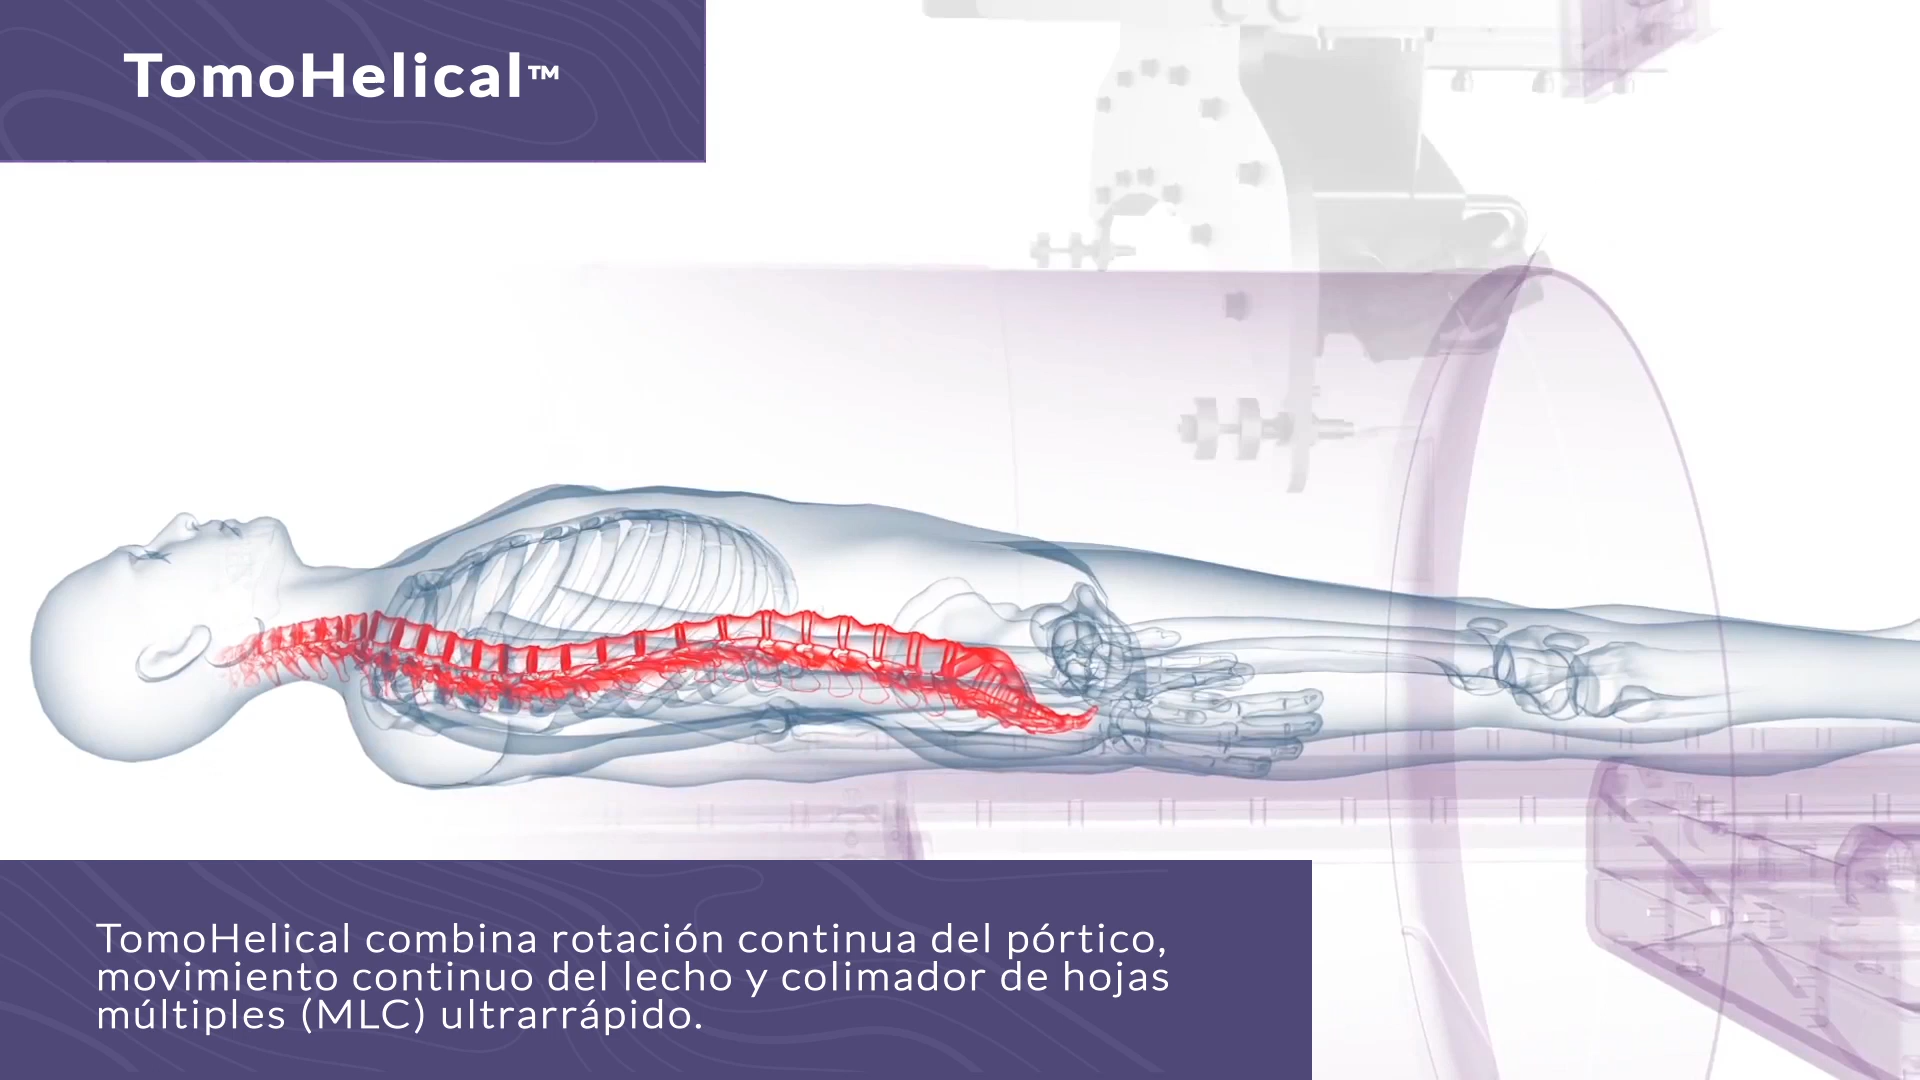 TomoHelical™
TomoHelical combina rotación continua del pórtico,
movimiento continuo del lecho y colimador de hojas
múltiples (MLC) ultrarrápido.